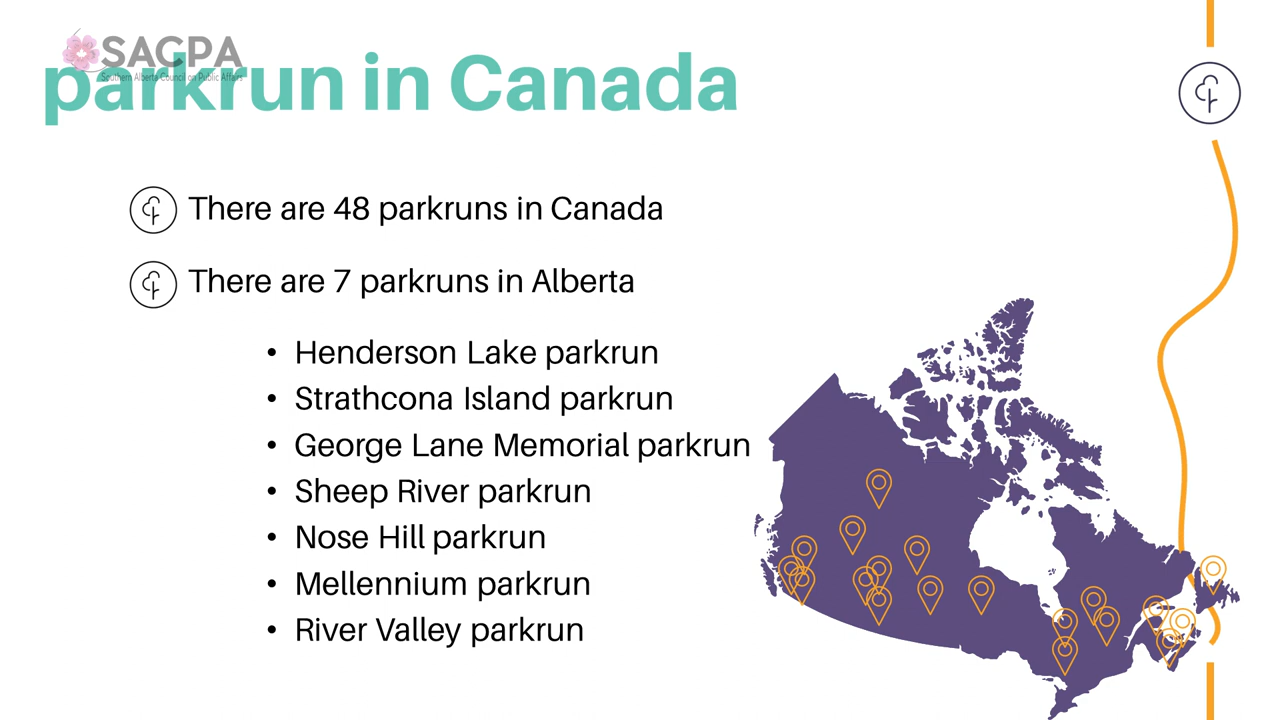 SACPA
Southern Alberta Council on Public Affairs
parkrun in Canada
There are 48 parkruns in Canada
There are 7 parkruns in Alberta
• Henderson Lake parkrun
• Strathcona Island parkrun
• George Lane Memorial parkrun
• Sheep River parkrun
• Nose Hill parkrun
• Mellennium parkrun
• River Valley parkrun